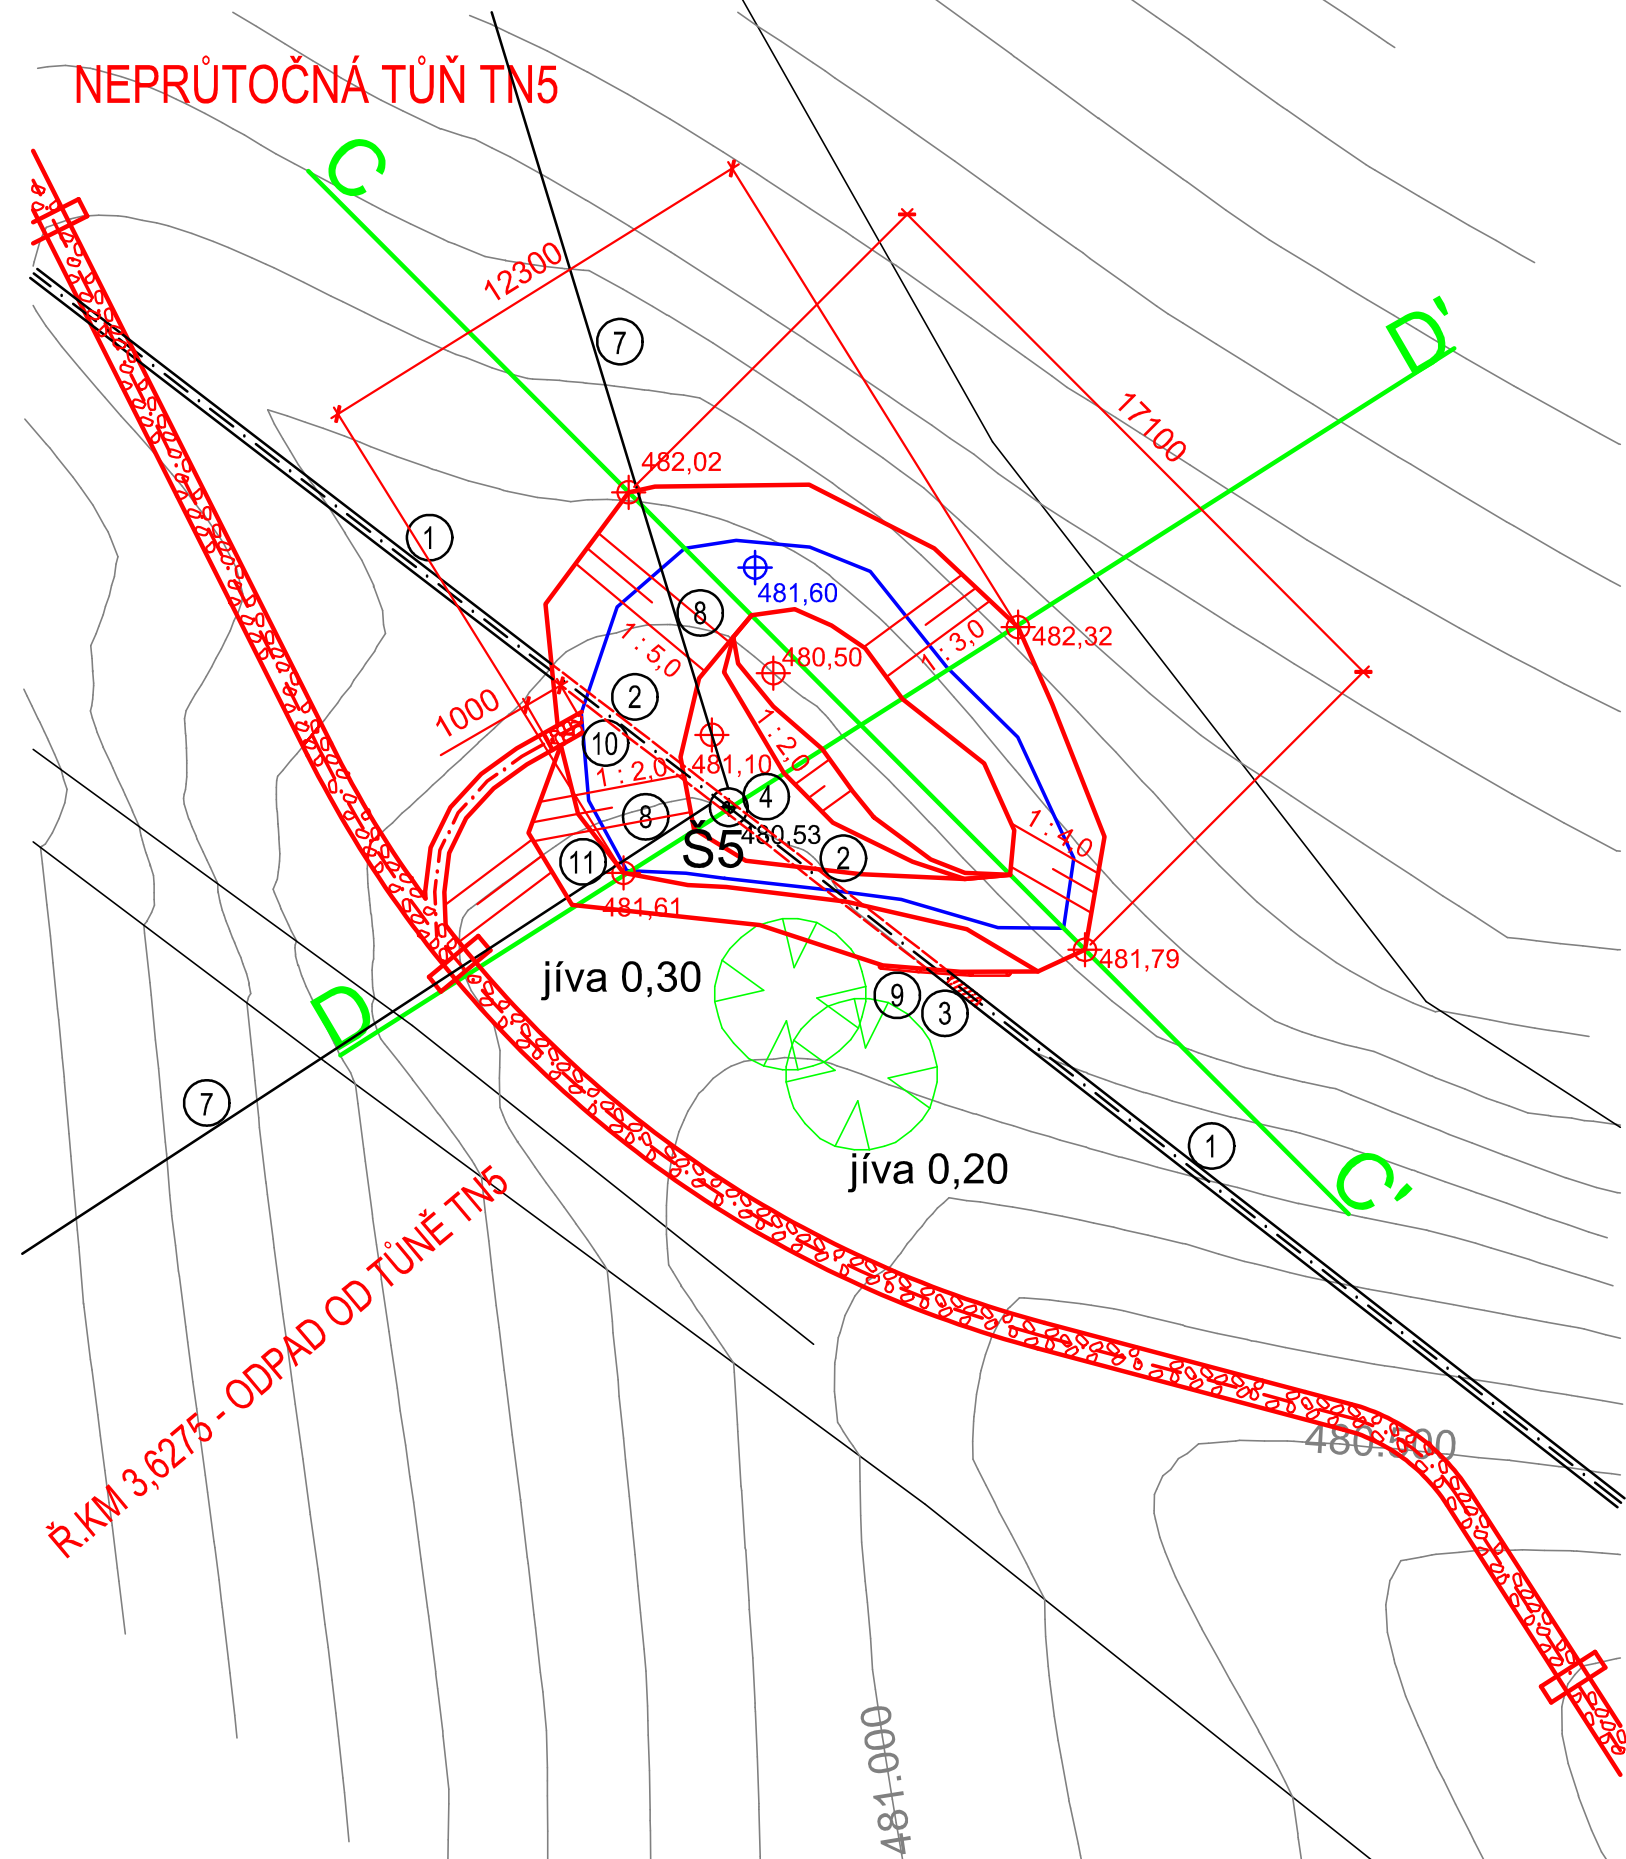 NEPRŮTOČNÁ TŮŇ TN5
C
12300
7
D'
17100
482,02
1
481,60
8
1 : 5,0
1 : 3,0
482,32
480,50
2
1000
10
1 : 2,0
1 : 2,0
481,10
4
8
Š5
480,53
2
1 : 4,0
11
481,61
481,79
jíva 0,30
9
3
D
7
1
jíva 0,20
C'
Ř.KM 3,6275 - ODPAD OD TŮNĚ TN5
480.500
481.000